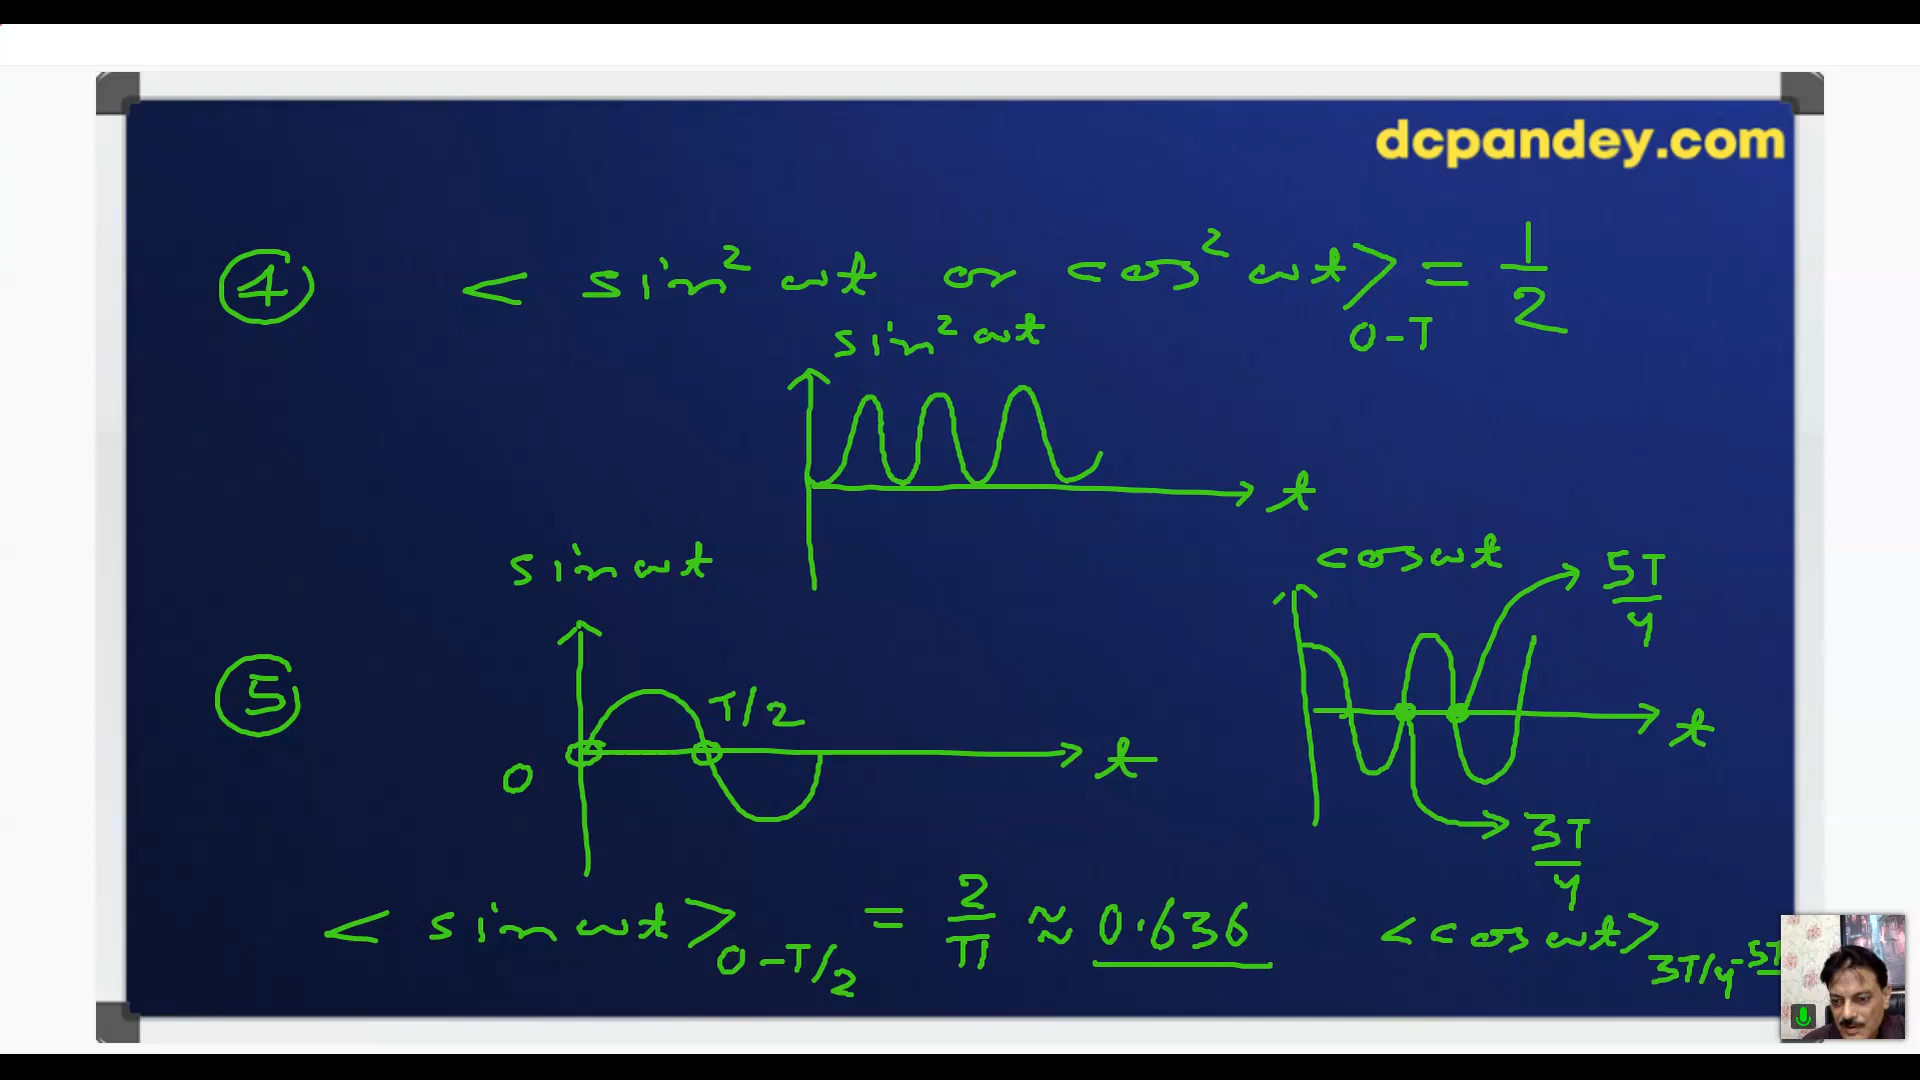 dcpandey.com
④ < sin² ωt or cos² ωt >₀₋T = 1/2
sin² ωt
t
sin ωt
cos ωt
5T/4
⑤
T/2
t
0
t
3T/4
< sin ωt >₀₋T/₂ = 2/π ≈ 0.636
< cos ωt > 3T/4 - 5T